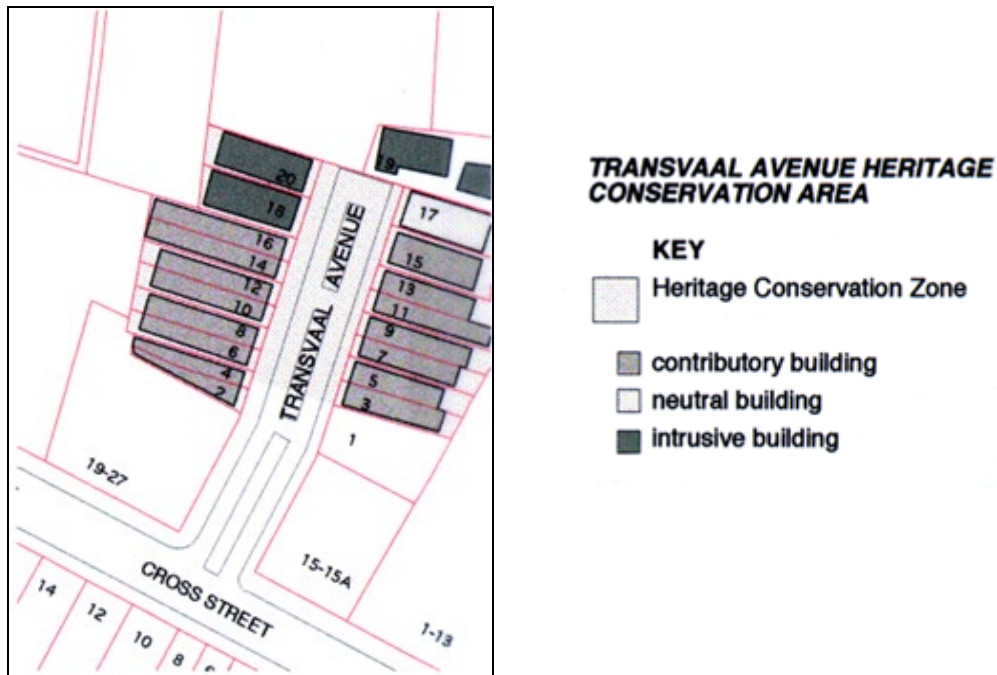 20
18
16
14
12
10
8
6
4
2
19
17
15
13
11
9
7
5
3
1
TRANSVAAL AVENUE
19-27
15-15A
1-13
CROSS STREET
14
12
10
8
TRANSVAAL AVENUE HERITAGE
CONSERVATION AREA
KEY
Heritage Conservation Zone
contributory building
neutral building
intrusive building